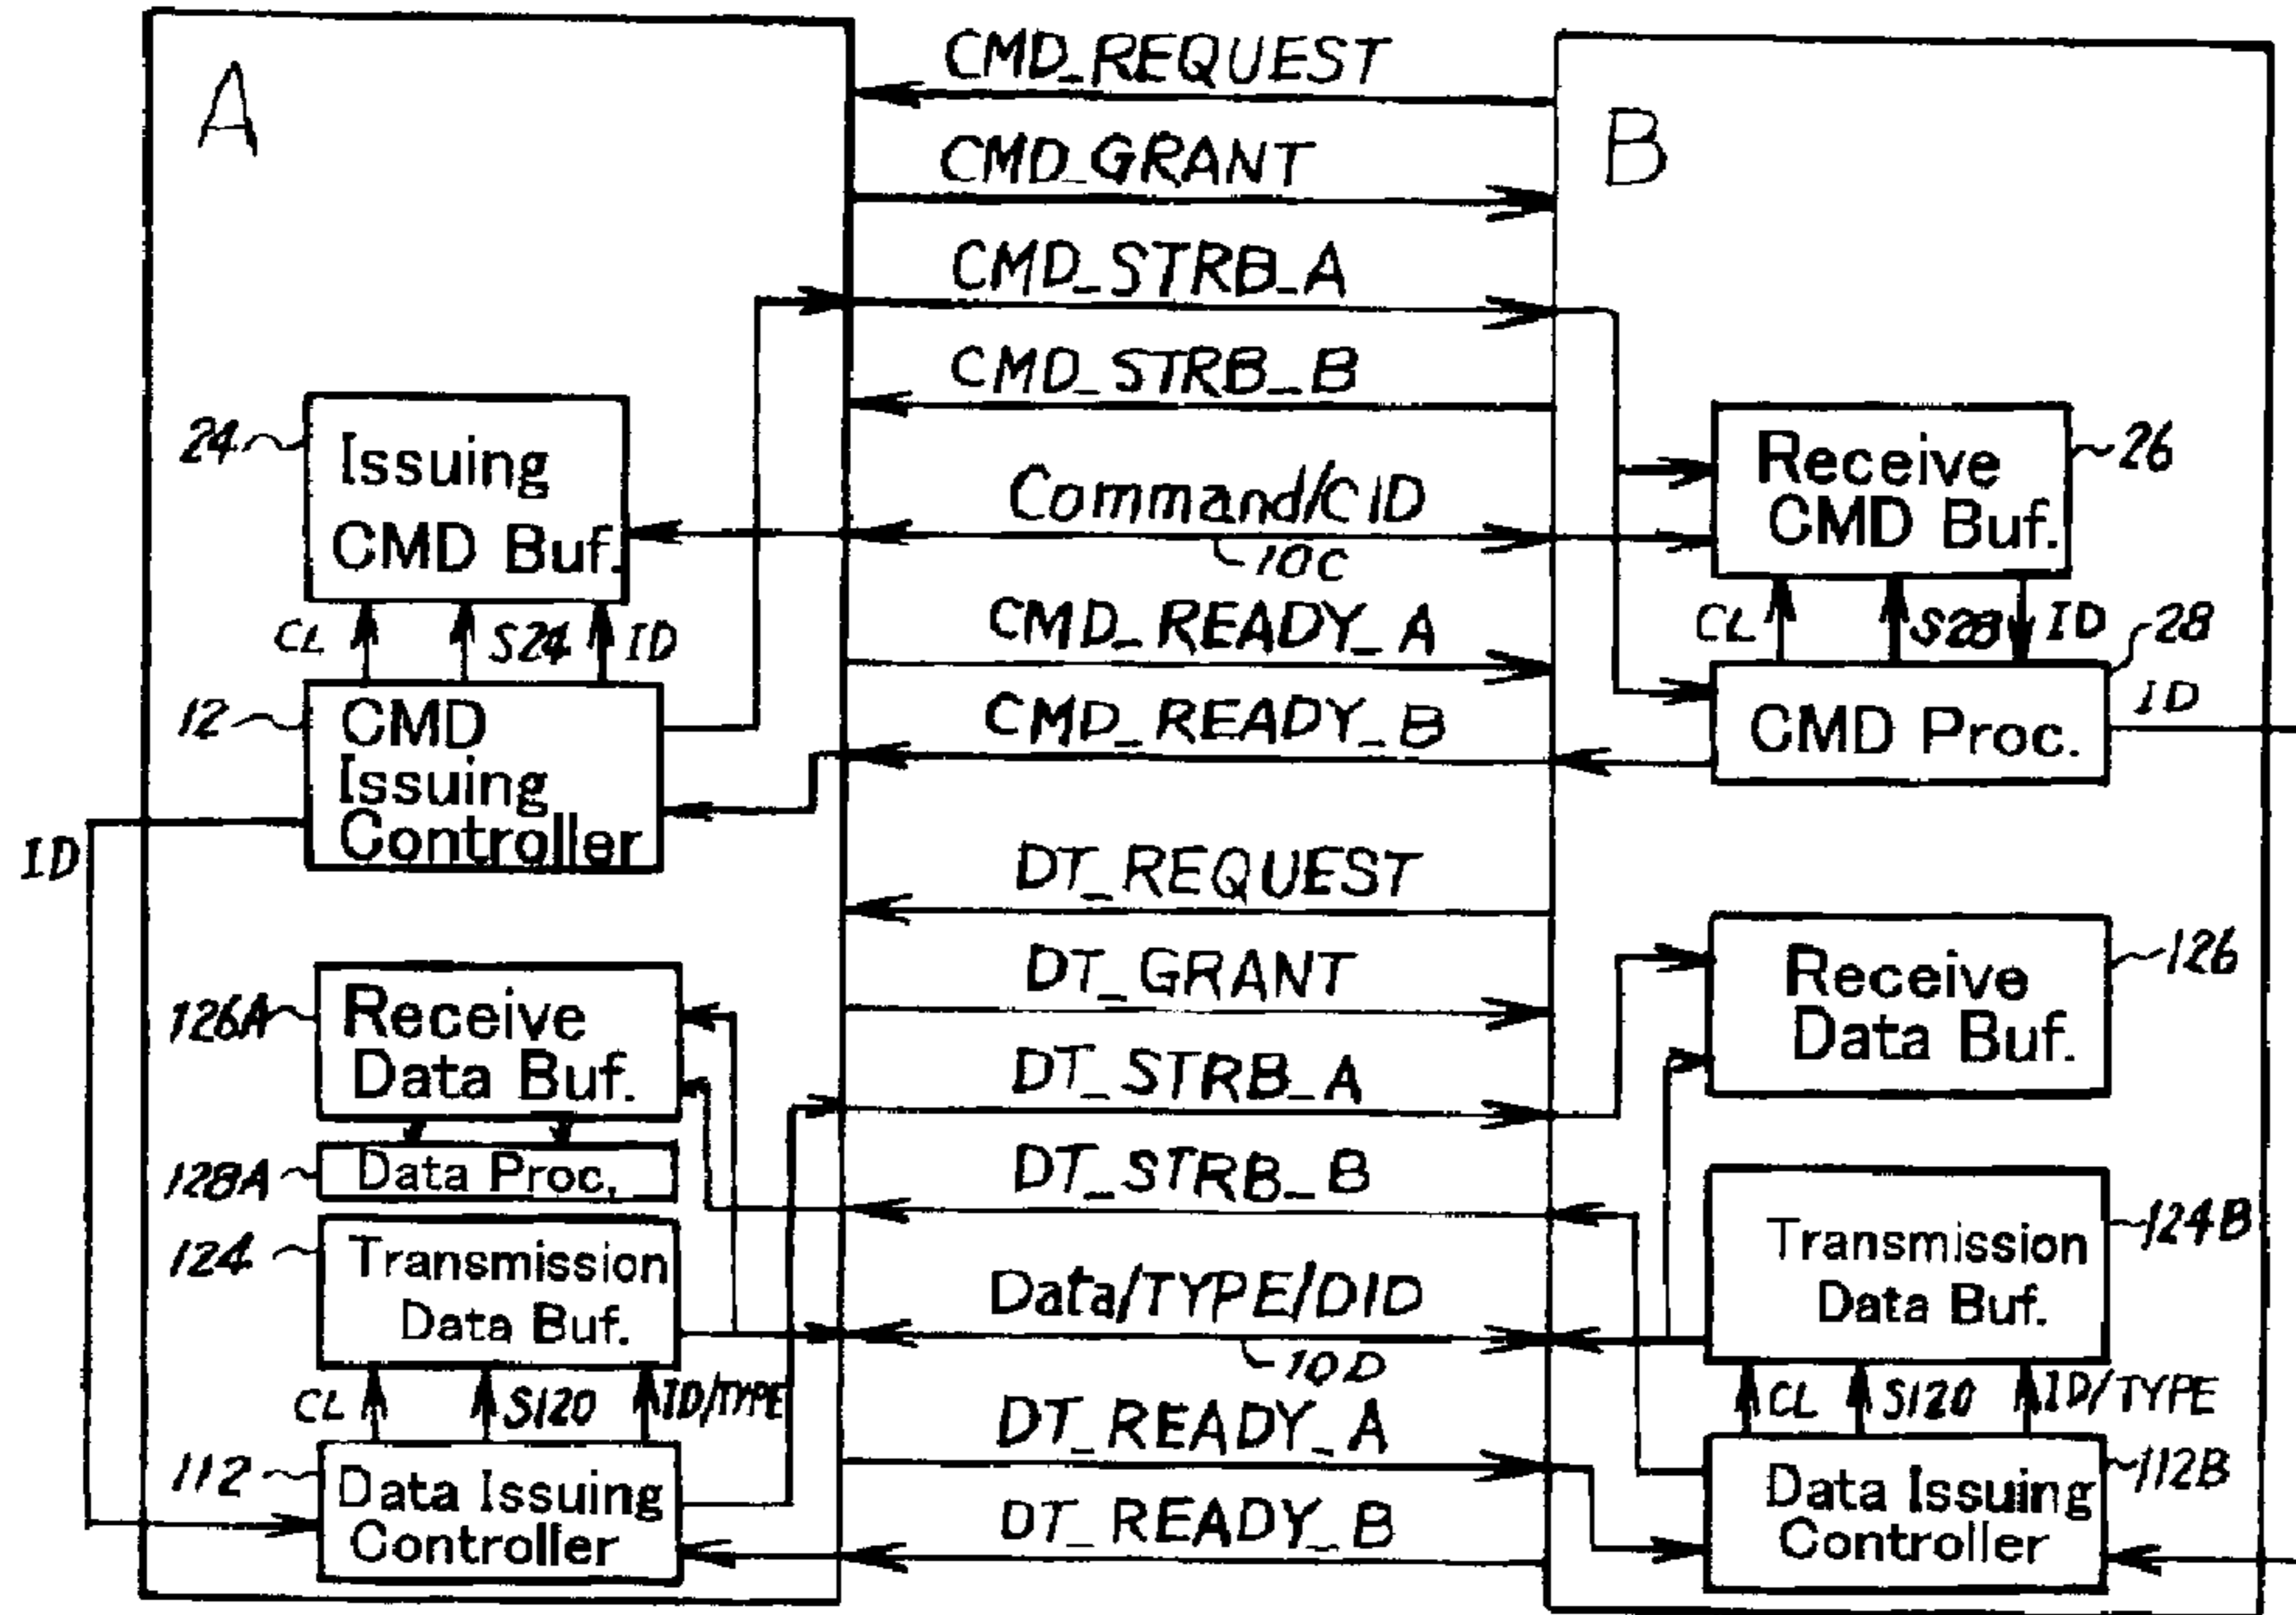 A
B
CMD_REQUEST
CMD_GRANT
CMD_STRB_A
CMD_STRB_B
Command/CID
10C
CMD_READY_A
CMD_READY_B
DT_REQUEST
DT_GRANT
DT_STRB_A
DT_STRB_B
Data/TYPE/DID
10D
DT_READY_A
DT_READY_B
24
Issuing
CMD Buf.
CL
S24
ID
12
CMD
Issuing
Controller
ID
126A
Receive
Data Buf.
128A
Data Proc.
124
Transmission
Data Buf.
CL
S120
ID/TYPE
112
Data Issuing
Controller
Receive
CMD Buf.
26
CL
S28
ID
28
CMD Proc.
ID
Receive
Data Buf.
126
Transmission
Data Buf.
124B
CL
S120
ID/TYPE
Data Issuing
Controller
112B